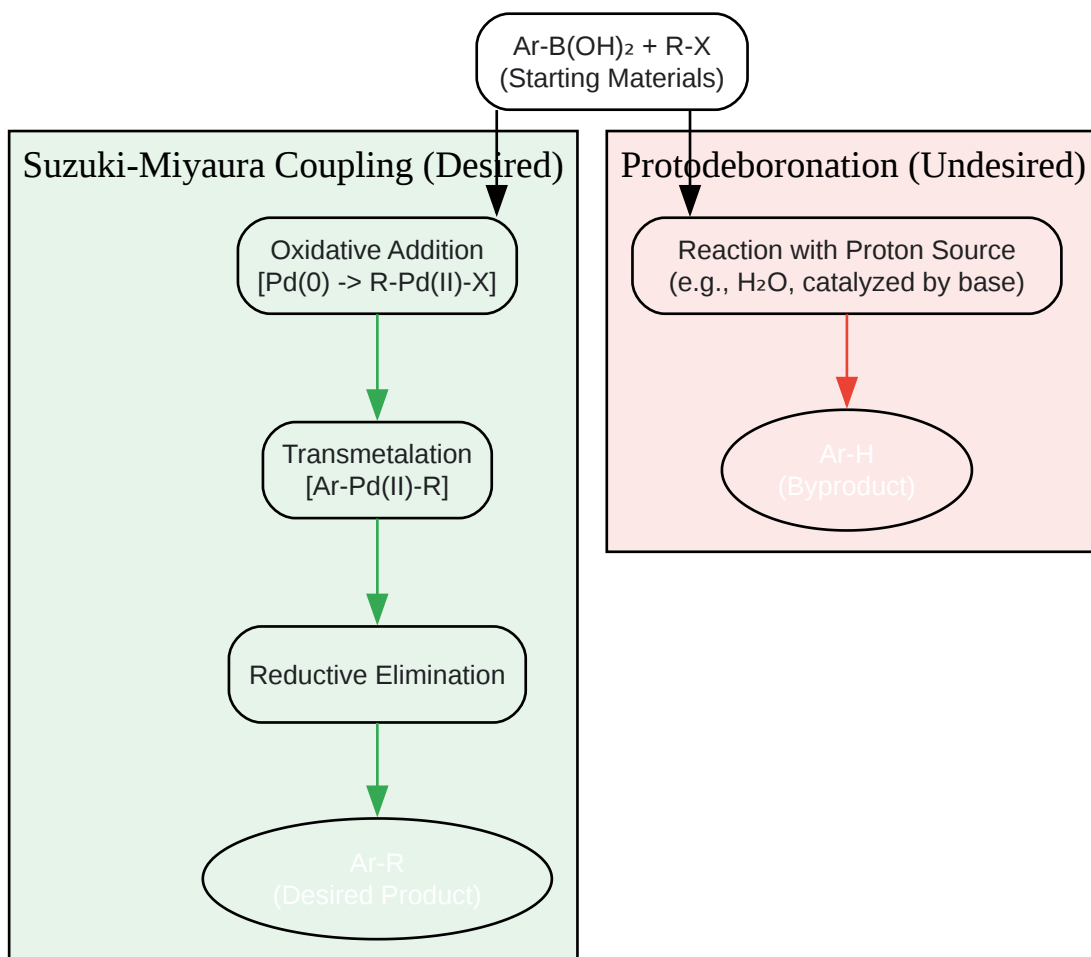 Ar-B(OH)₂ + R-X
(Starting Materials)
Suzuki-Miyaura Coupling (Desired)
Oxidative Addition
[Pd(0) -> R-Pd(II)-X]
Transmetalation
[Ar-Pd(II)-R]
Reductive Elimination
Ar-R
(Desired Product)
Protodeboronation (Undesired)
Reaction with Proton Source
(e.g., H₂O, catalyzed by base)
Ar-H
(Byproduct)